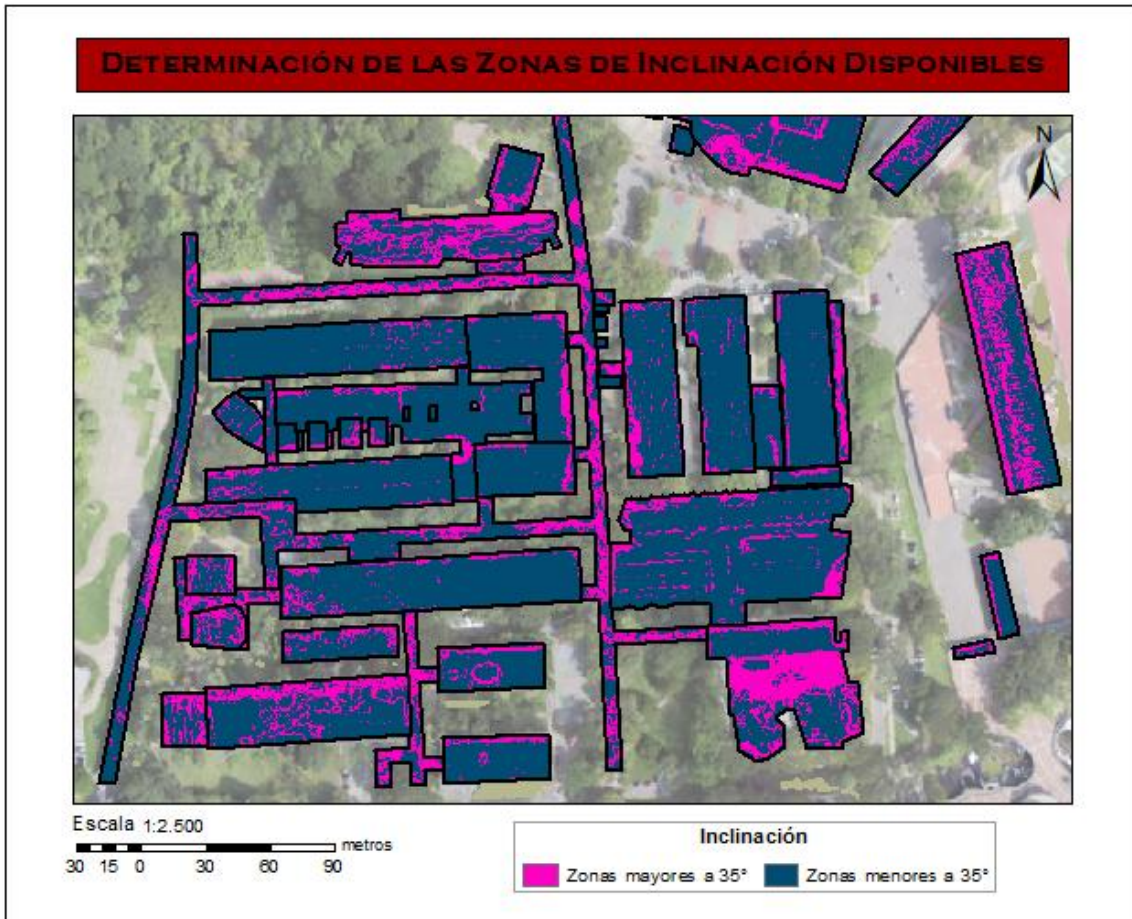 DETERMINACIÓN DE LAS ZONAS DE INCLINACIÓN DISPONIBLES
N
Escala 1:2.500
metros
30 15 0 30 60 90
Inclinación
Zonas mayores a 35° Zonas menores a 35°